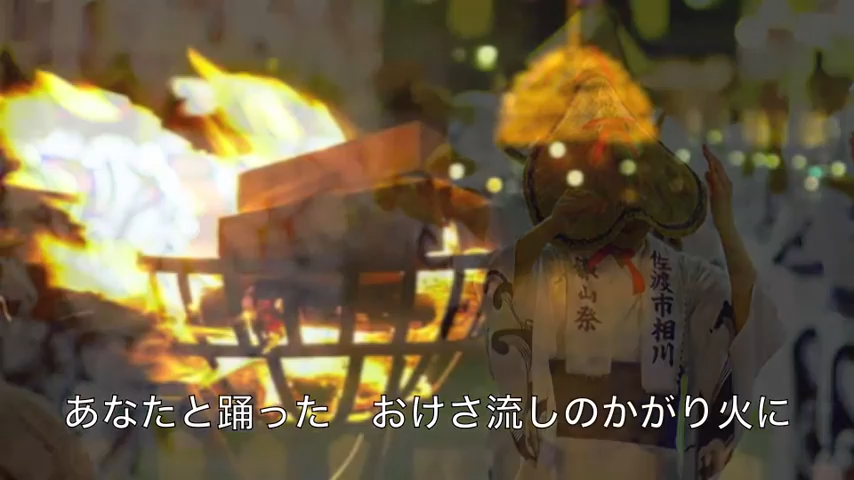 佐渡市相川
鉱山祭
あなたと踊った　おけさ流しのかがり火に